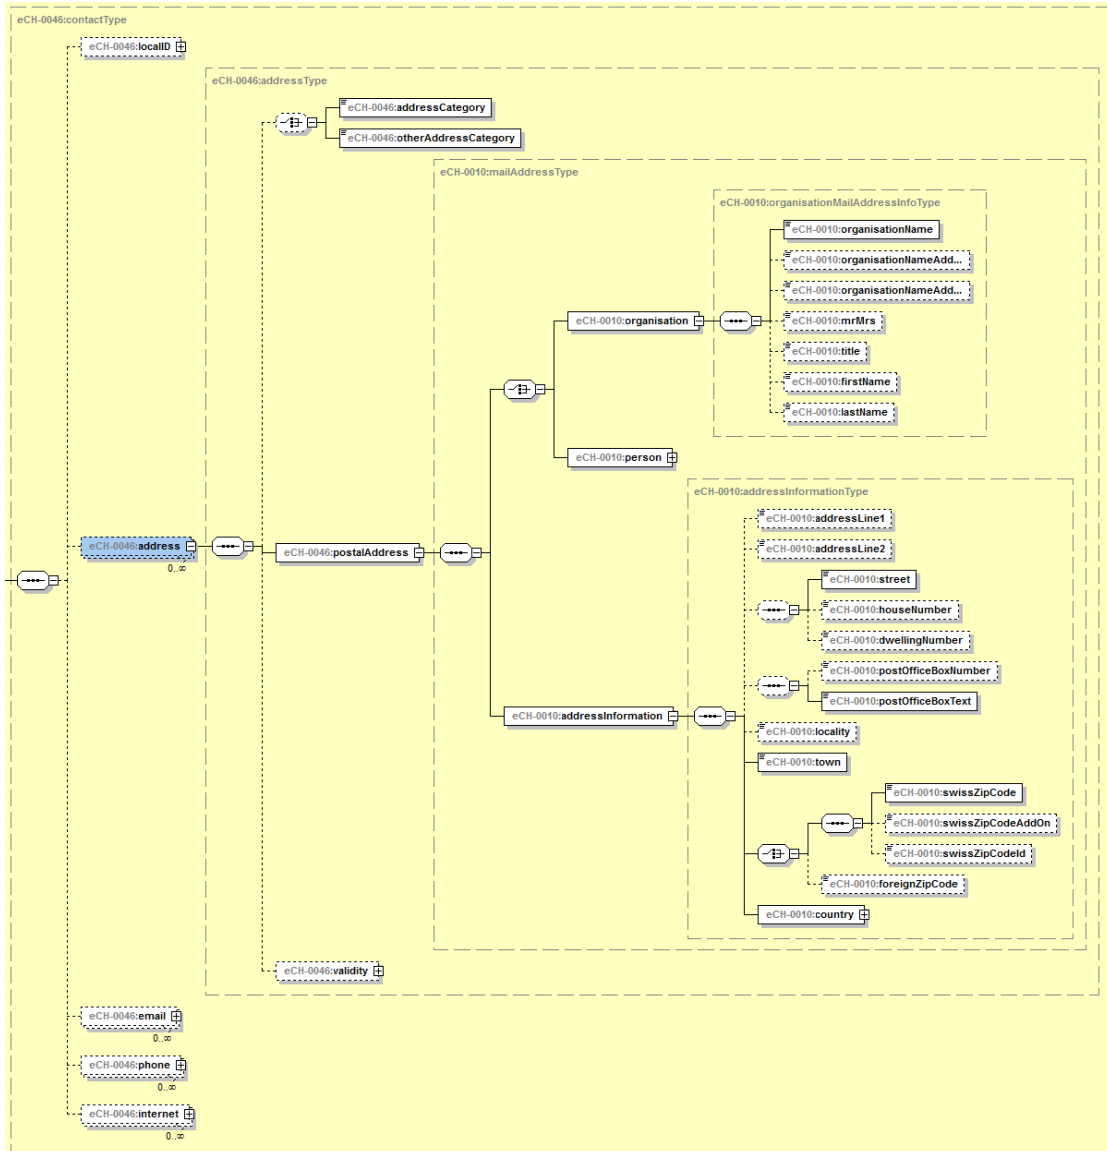 eCH-0046:contactType
eCH-0046:localID
eCH-0046:addressType
eCH-0046:addressCategory
eCH-0046:otherAddressCategory
eCH-0010:mailAddressType
eCH-0010:organisationMailAddressInfoType
eCH-0010:organisationName
eCH-0010:organisationNameAdd...
eCH-0010:organisationNameAdd...
eCH-0010:organisation
eCH-0010:mrMrs
eCH-0010:title
eCH-0010:firstName
eCH-0010:lastName
eCH-0010:person
eCH-0010:addressInformationType
eCH-0010:addressLine1
eCH-0046:address
0..∞
eCH-0046:postalAddress
eCH-0010:addressLine2
eCH-0010:street
eCH-0010:houseNumber
eCH-0010:dwellingNumber
eCH-0010:postOfficeBoxNumber
eCH-0010:postOfficeBoxText
eCH-0010:addressInformation
eCH-0010:locality
eCH-0010:town
eCH-0010:swissZipCode
eCH-0010:swissZipCodeAddOn
eCH-0010:swissZipCodeId
eCH-0010:foreignZipCode
eCH-0010:country
eCH-0046:validity
eCH-0046:email
0..∞
eCH-0046:phone
0..∞
eCH-0046:internet
0..∞